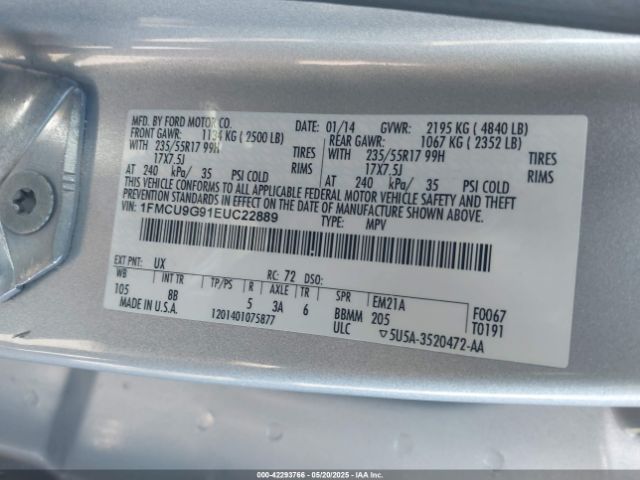 MFD. BY FORD MOTOR CO.
DATE: 01/14 GVWR: 2195 KG ( 4840 LB)
FRONT GAWR: 1134 KG ( 2500 LB) REAR GAWR: 1067 KG ( 2352 LB)
WITH 235/55R17 99H TIRES WITH 235/55R17 99H TIRES
17X7.5J RIMS 17X7.5J RIMS
AT 240 kPa/ 35 PSI COLD AT 240 kPa/ 35 PSI COLD
THIS VEHICLE CONFORMS TO ALL APPLICABLE FEDERAL MOTOR VEHICLE SAFETY AND THEFT
PREVENTION STANDARDS IN EFFECT ON THE DATE OF MANUFACTURE SHOWN ABOVE.
VIN: 1FMCU9G91EUC22889
TYPE: MPV
EXT PNT: UX RC: 72 DSO:
WB INT TR TP/PS R AXLE TR SPR EM21A F0067
105 8B 5 3A 6 BBMM 205 T0191
MADE IN U.S.A. 1201401075877 ULC ▽5U5A-3520472-AA
000-42293766 - 05/20/2025 - IAAI.COM